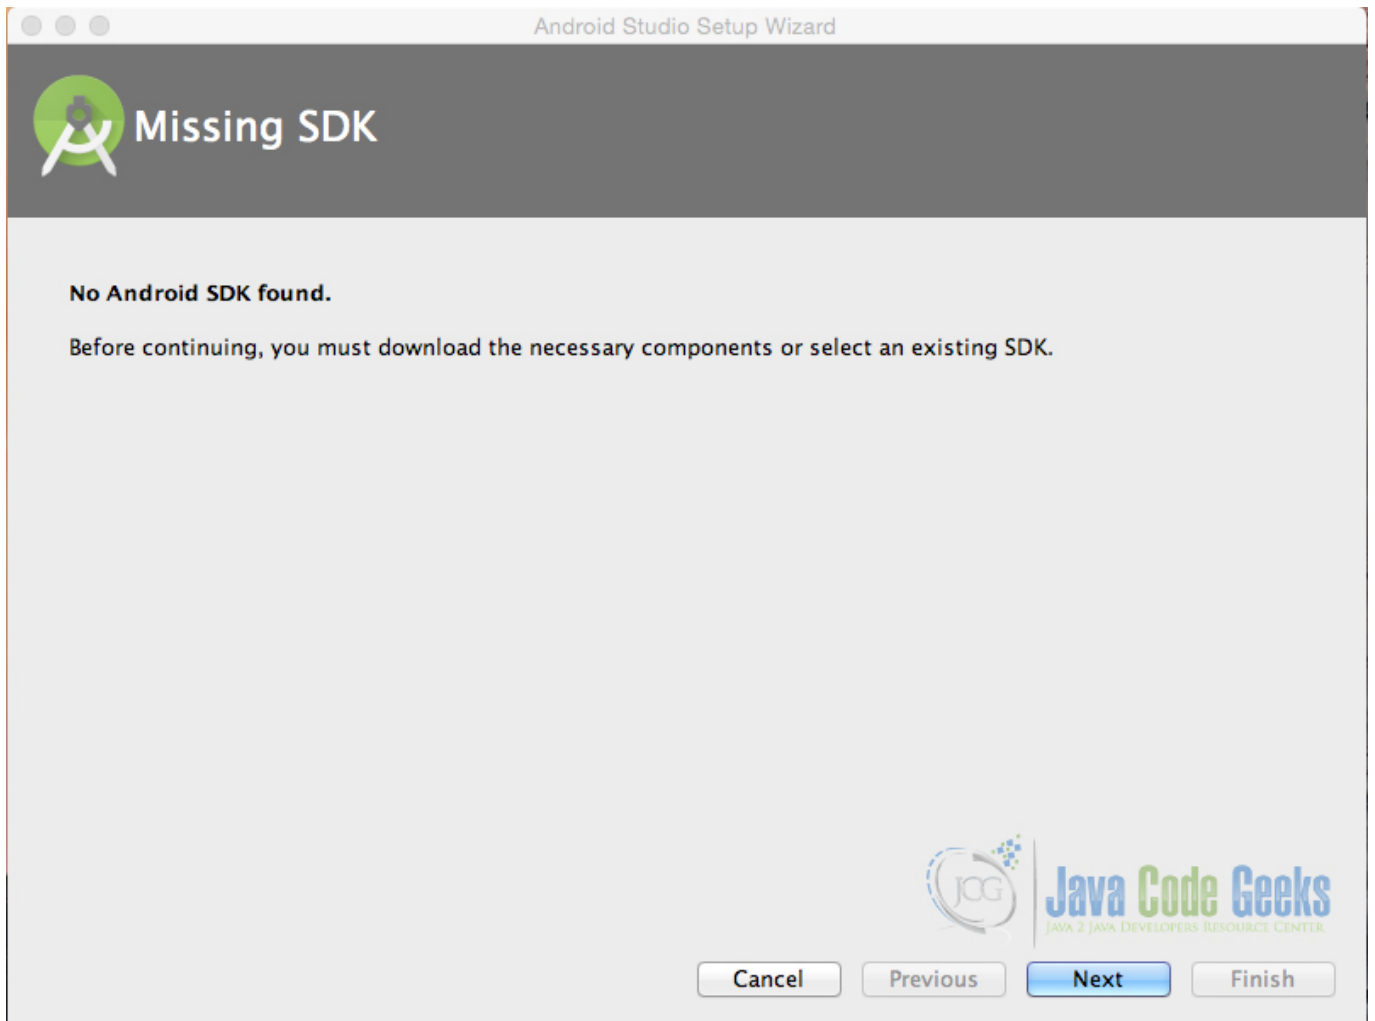 Android Studio Setup Wizard
Missing SDK
No Android SDK found.
Before continuing, you must download the necessary components or select an existing SDK.
JCG
Java Code Geeks
JAVA 2 JAVA DEVELOPERS RESOURCE CENTER
Cancel Previous Next Finish